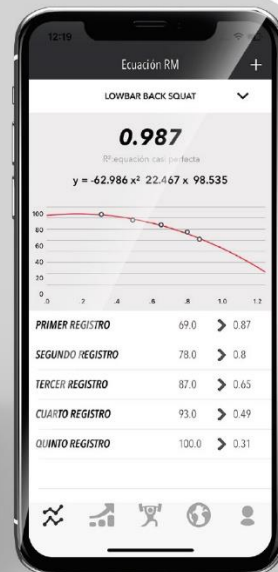 12:19
Ecuación RM
+
LOWBAR BACK SQUAT
0.987
R² ecuación casi perfecta
y = -62.986 x² 22.467 x 98.535
100
80
60
40
20
0
.0 .2 .4 .6 .8 1.0 1.2
PRIMER REGISTRO 69.0 > 0.87
SEGUNDO REGISTRO 78.0 > 0.8
TERCER REGISTRO 87.0 > 0.65
CUARTO REGISTRO 93.0 > 0.49
QUINTO REGISTRO 100.0 > 0.31